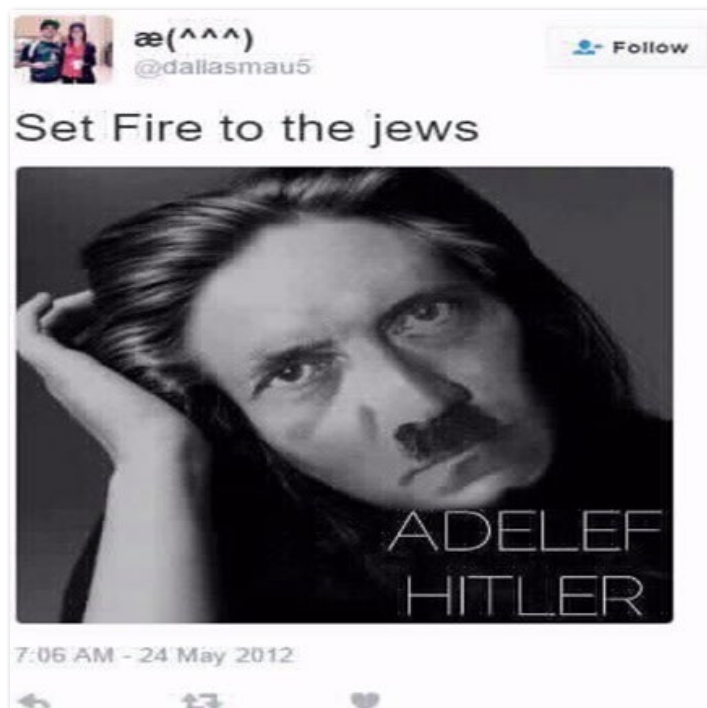 æ(^^^)
Follow
@dallasmau5
Set Fire to the jews
ADELEF
HITLER
7:06 AM - 24 May 2012